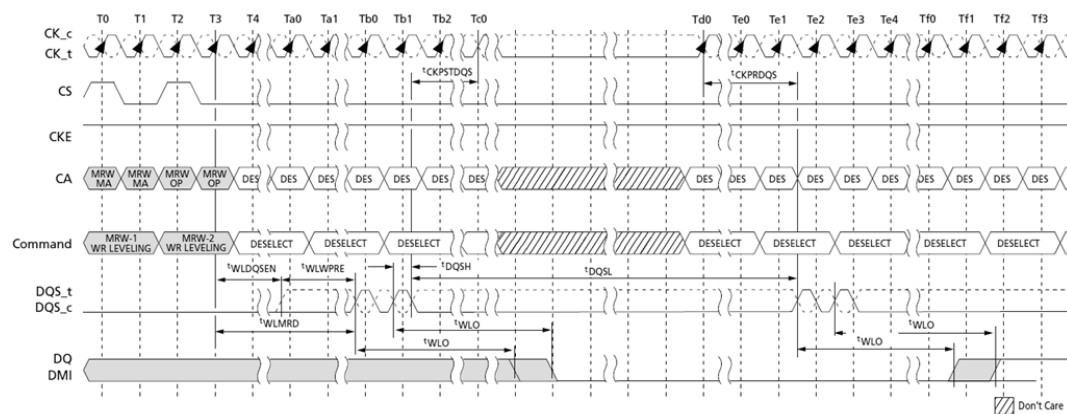 T0 T1 T2 T3 T4 Ta0 Ta1 Tb0 Tb1 Tb2 Tc0 Td0 Te0 Te1 Te2 Te3 Te4 Tf0 Tf1 Tf2 Tf3
CK_c
CK_t
tCKPSTDQS tCKPRDQS
CS
CKE
CA MRW MA MRW MA MRW OP MRW OP DES DES DES DES DES DES DES DES DES DES DES DES DES DES DES DES DES
Command MRW-1 WR LEVELING MRW-2 WR LEVELING DESELECT DESELECT DESELECT DESELECT DESELECT DESELECT DESELECT DESELECT
tWLDQSEN tWLWPRE tDQSH tDQSL
DQS_t
DQS_c
tWLMRD tWLO tWLO
tWLO tWLO
DQ
DMI
Don't Care